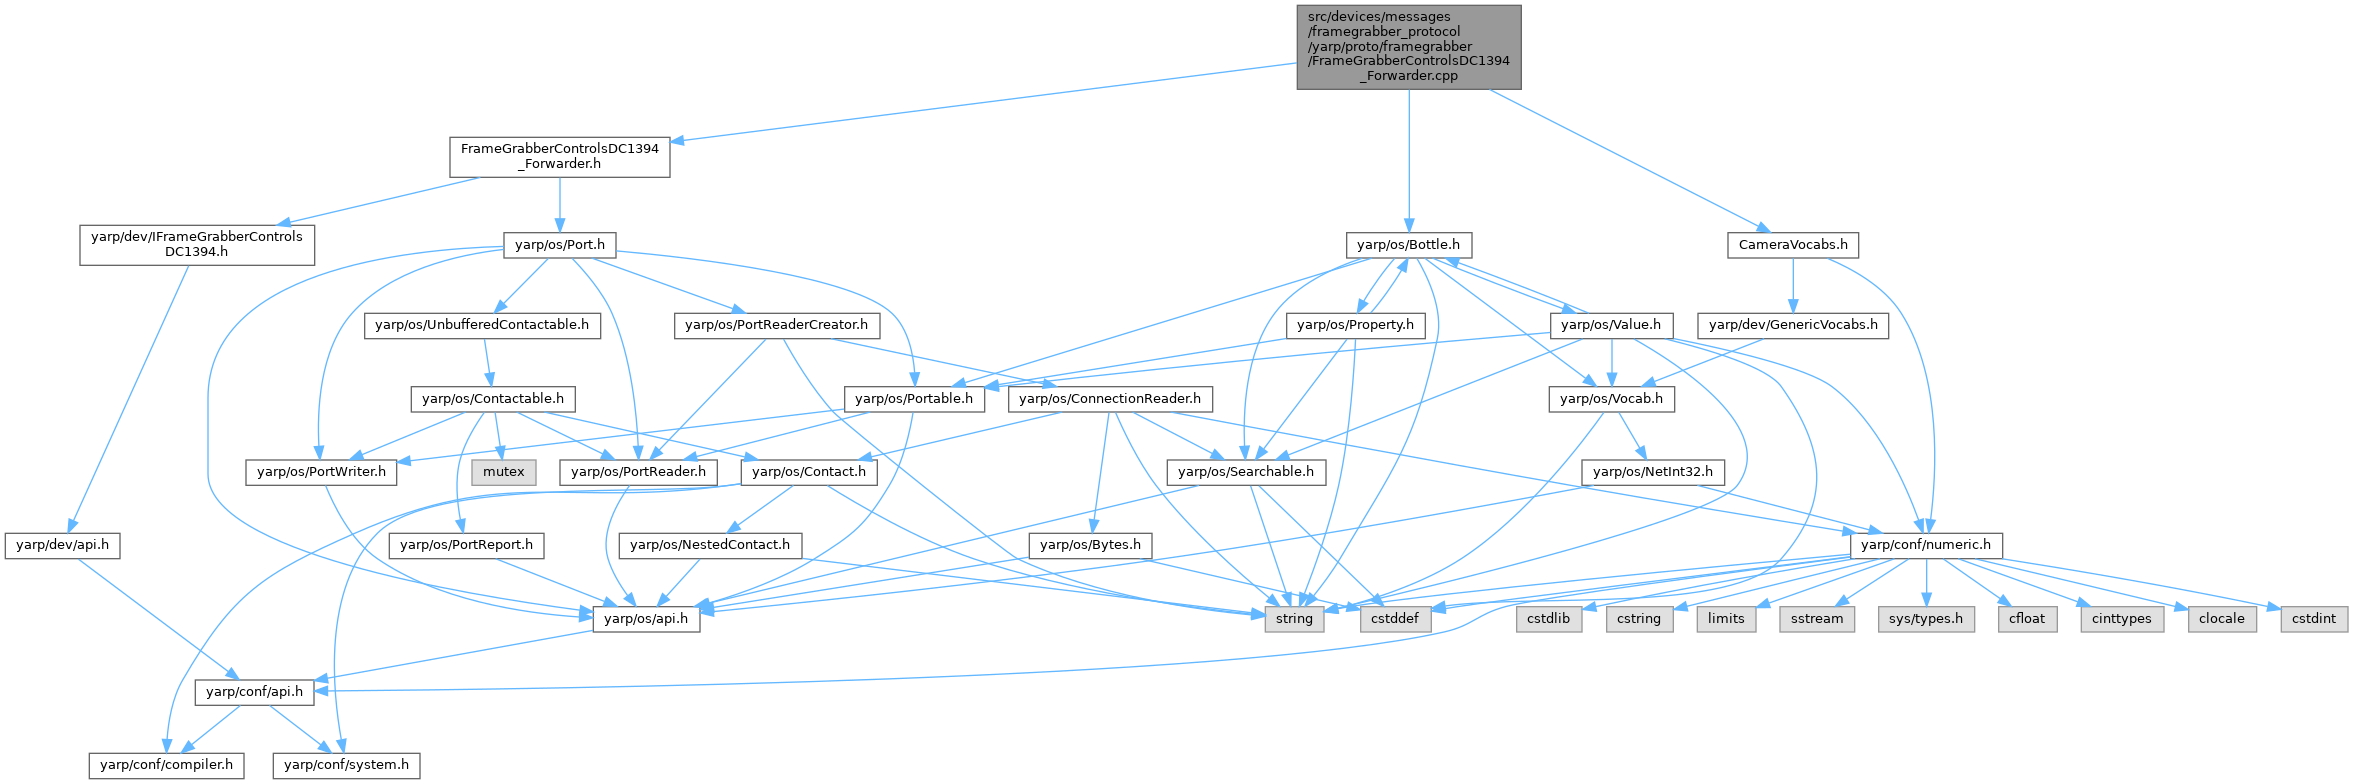 src/devices/messages
/framegrabber_protocol
/yarp/proto/framegrabber
/FrameGrabberControlsDC1394
_Forwarder.cpp
FrameGrabberControlsDC1394
_Forwarder.h
yarp/dev/IFrameGrabberControls
DC1394.h
yarp/os/Port.h
yarp/os/Bottle.h
CameraVocabs.h
yarp/os/UnbufferedContactable.h
yarp/os/PortReaderCreator.h
yarp/os/Property.h
yarp/os/Value.h
yarp/dev/GenericVocabs.h
yarp/os/Contactable.h
yarp/os/Portable.h
yarp/os/ConnectionReader.h
yarp/os/Vocab.h
yarp/os/PortWriter.h
mutex
yarp/os/PortReader.h
yarp/os/Contact.h
yarp/os/Searchable.h
yarp/os/NetInt32.h
yarp/dev/api.h
yarp/os/PortReport.h
yarp/os/NestedContact.h
yarp/os/Bytes.h
yarp/conf/numeric.h
yarp/os/api.h
string
cstddef
cstdlib
cstring
limits
sstream
sys/types.h
cfloat
cinttypes
clocale
cstdint
yarp/conf/api.h
yarp/conf/compiler.h
yarp/conf/system.h